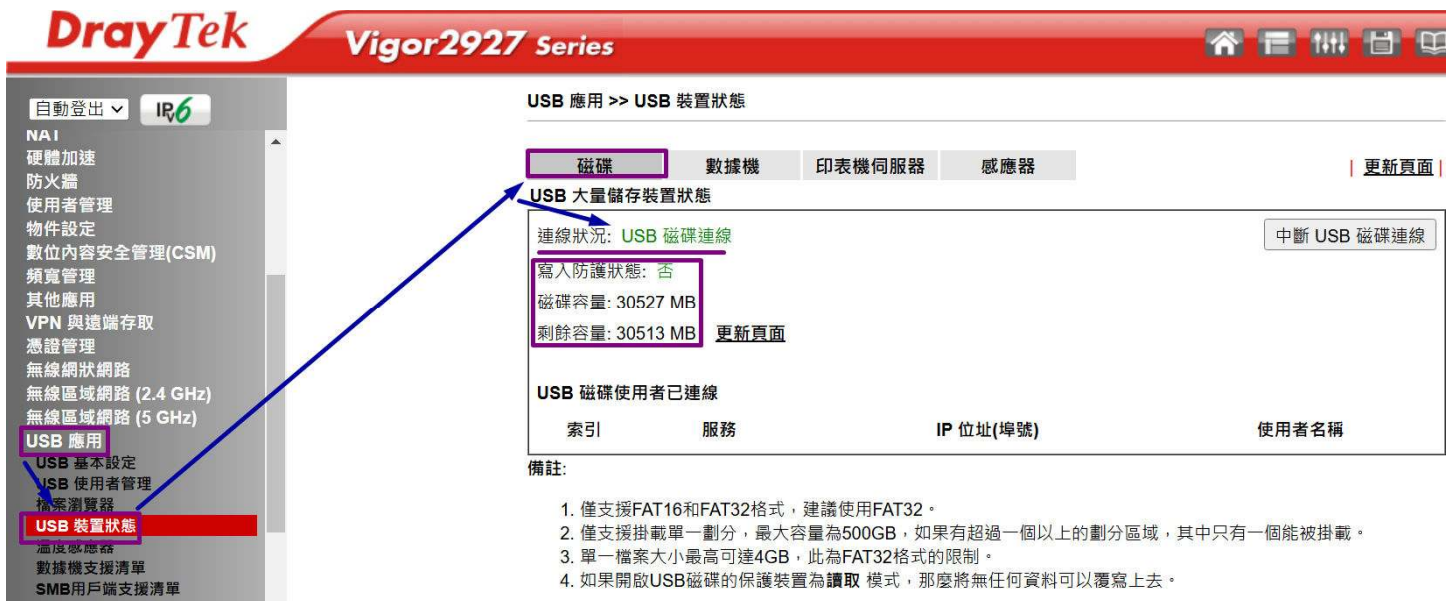 DrayTek Vigor2927 Series
自動登出 IPv6
NAT
硬體加速
防火牆
使用者管理
物件設定
數位內容安全管理(CSM)
頻寬管理
其他應用
VPN 與遠端存取
憑證管理
無線網狀網路
無線區域網路 (2.4 GHz)
無線區域網路 (5 GHz)
USB 應用
USB 基本設定
USB 使用者管理
檔案瀏覽器
USB 裝置狀態
溫度感應器
數據機支援清單
SMB用戶端支援清單
USB 應用 >> USB 裝置狀態
磁碟 數據機 印表機伺服器 感應器 | 更新頁面 |
USB 大量儲存裝置狀態
連線狀況: USB 磁碟連線 中斷 USB 磁碟連線
寫入防護狀態: 否
磁碟容量: 30527 MB
剩餘容量: 30513 MB 更新頁面
USB 磁碟使用者已連線
索引 服務 IP 位址(埠號) 使用者名稱
備註:
1. 僅支援FAT16和FAT32格式，建議使用FAT32。
2. 僅支援掛載單一劃分，最大容量為500GB，如果有超過一個以上的劃分區域，其中只有一個能被掛載。
3. 單一檔案大小最高可達4GB，此為FAT32格式的限制。
4. 如果開啟USB磁碟的保護裝置為讀取 模式，那麼將無任何資料可以覆寫上去。